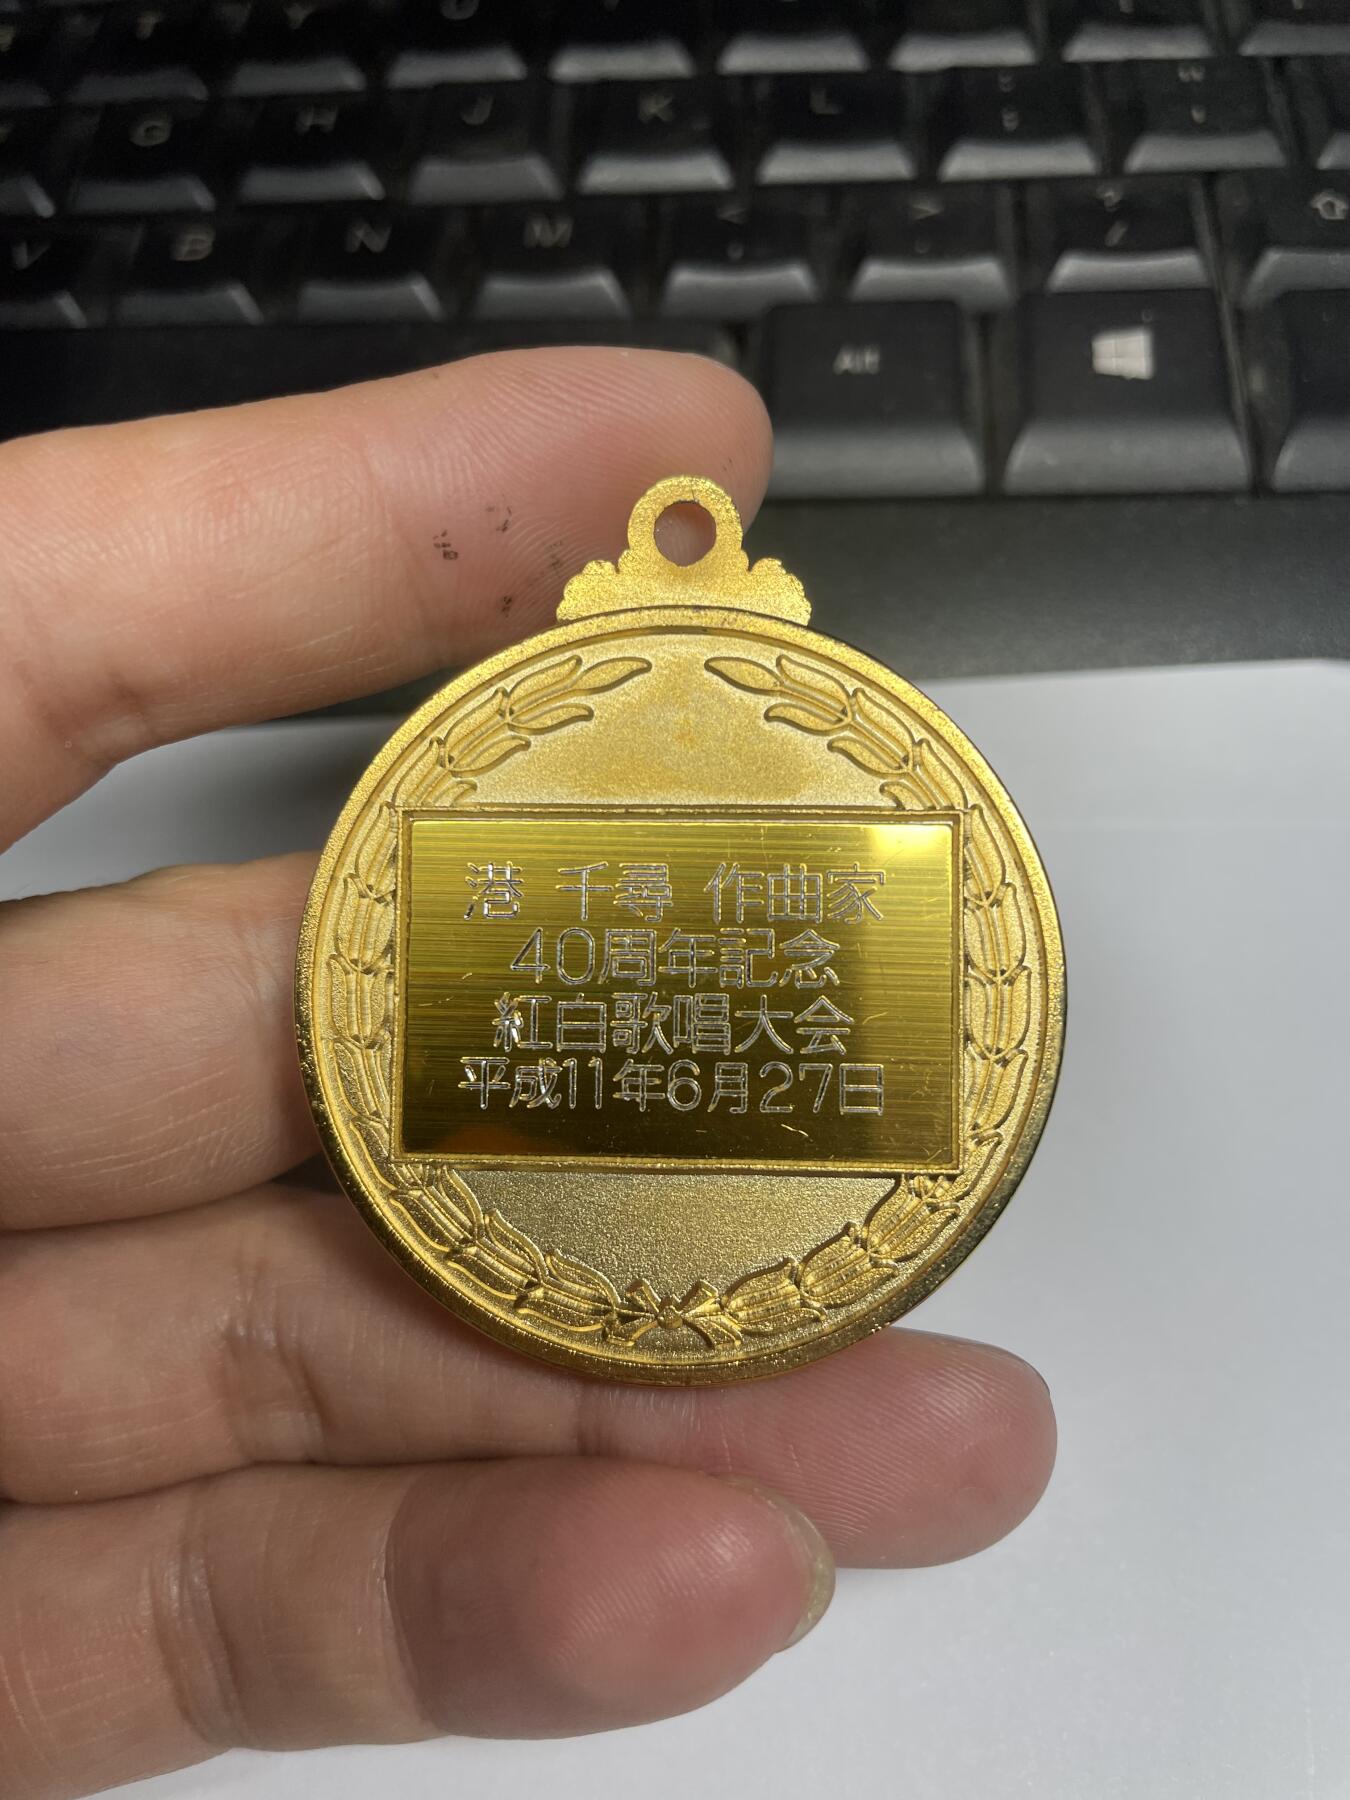 G H J K L : "
; '
V B N M < > ?
, . /
Alt
港 千尋 作曲家
40周年記念
紅白歌唱大会
平成11年6月27日